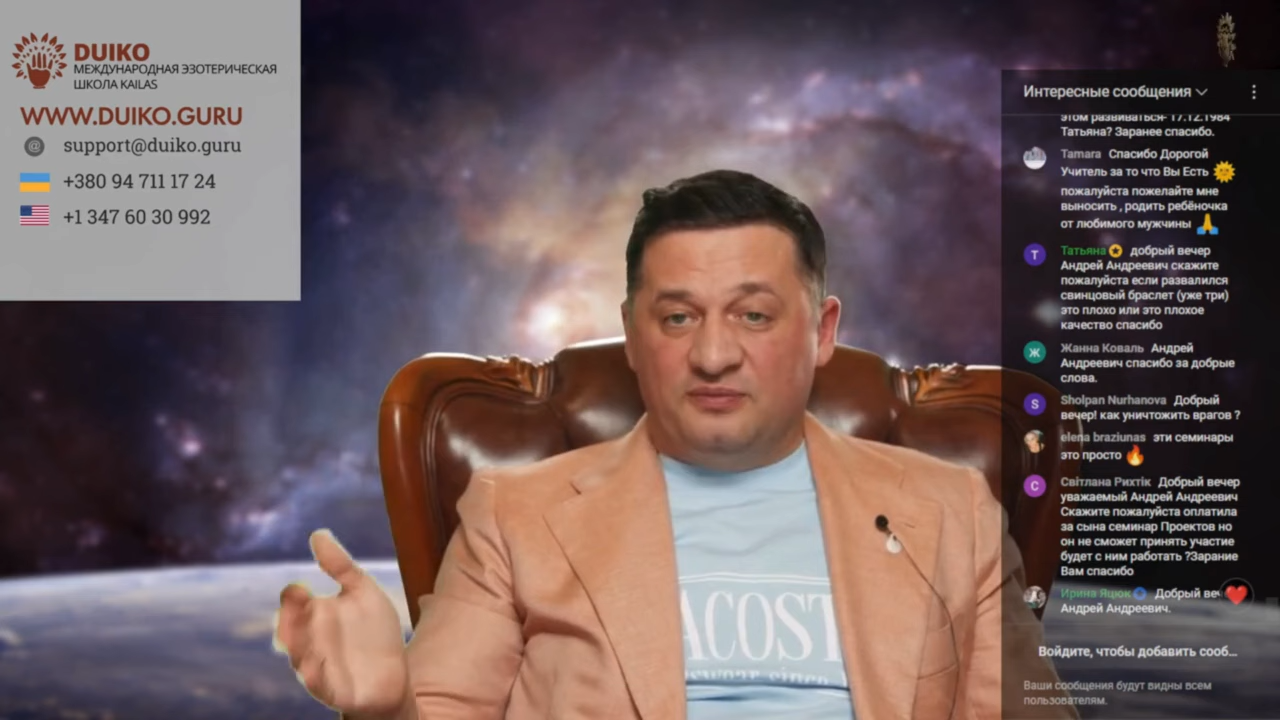 DUIKO
МЕЖДУНАРОДНАЯ ЭЗОТЕРИЧЕСКАЯ
ШКОЛА KAILAS
WWW.DUIKO.GURU
@ support@duiko.guru
+380 94 711 17 24
+1 347 60 30 992
ACOST
Интересные сообщения
этом развиваться- 17.12.1984
Татьяна? Заранее спасибо.
Tamara Спасибо Дорогой
Учитель за то что Вы Есть 🌞
пожалуйста пожелайте мне
выносить , родить ребёночка
от любимого мужчины 🙏
Т Татьяна добрый вечер
Андрей Андреевич скажите
пожалуйста если развалился
свинцовый браслет (уже три)
это плохо или это плохое
качество спасибо
Ж Жанна Коваль Андрей
Андреевич спасибо за добрые
слова.
S Sholpan Nurhanova Добрый
вечер! как уничтожить врагов ?
elena braziunas эти семинары
это просто 🔥
С Світлана Рихтік Добрый вечер
уважаемый Андрей Андреевич
Скажите пожалуйста оплатила
за сына семинар Проектов но
он не сможет принять участие
будет с ним работать ?Зарание
Вам спасибо
Ирина Яцюк Добрый ве
Андрей Андреевич.
Войдите, чтобы добавить сооб...
Ваши сообщения будут видны всем
пользователям.